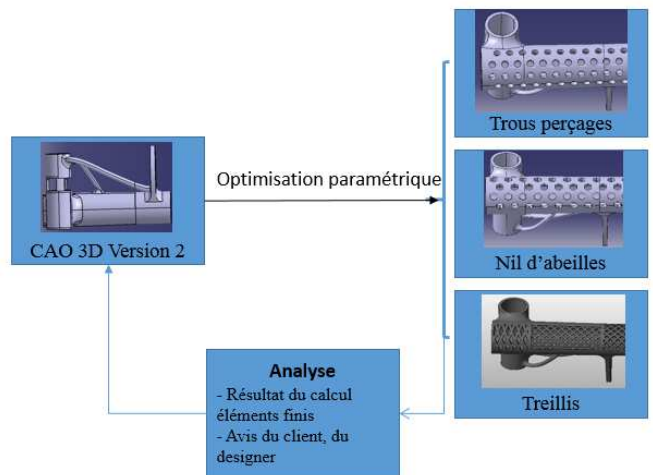 Trous perçages
Optimisation paramétrique
CAO 3D Version 2
Nil d’abeilles
Analyse
- Résultat du calcul
éléments finis
- Avis du client, du
designer
Treillis